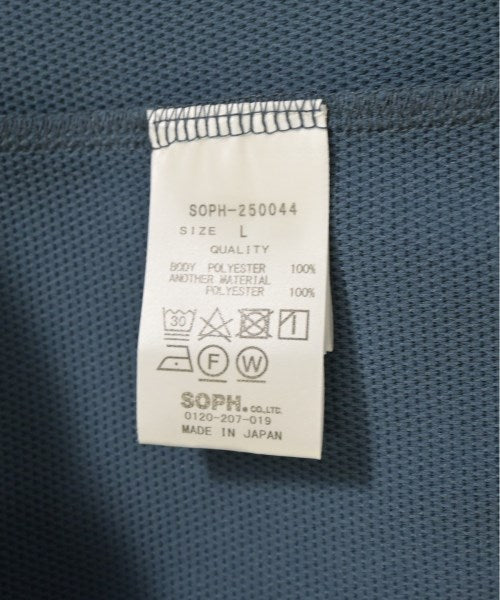 SOPH-250044
SIZE L
QUALITY
BODY POLYESTER 100%
ANOTHER MATERIAL
POLYESTER 100%
30
F W
SOPH.CO.,LTD.
0120-207-019
MADE IN JAPAN